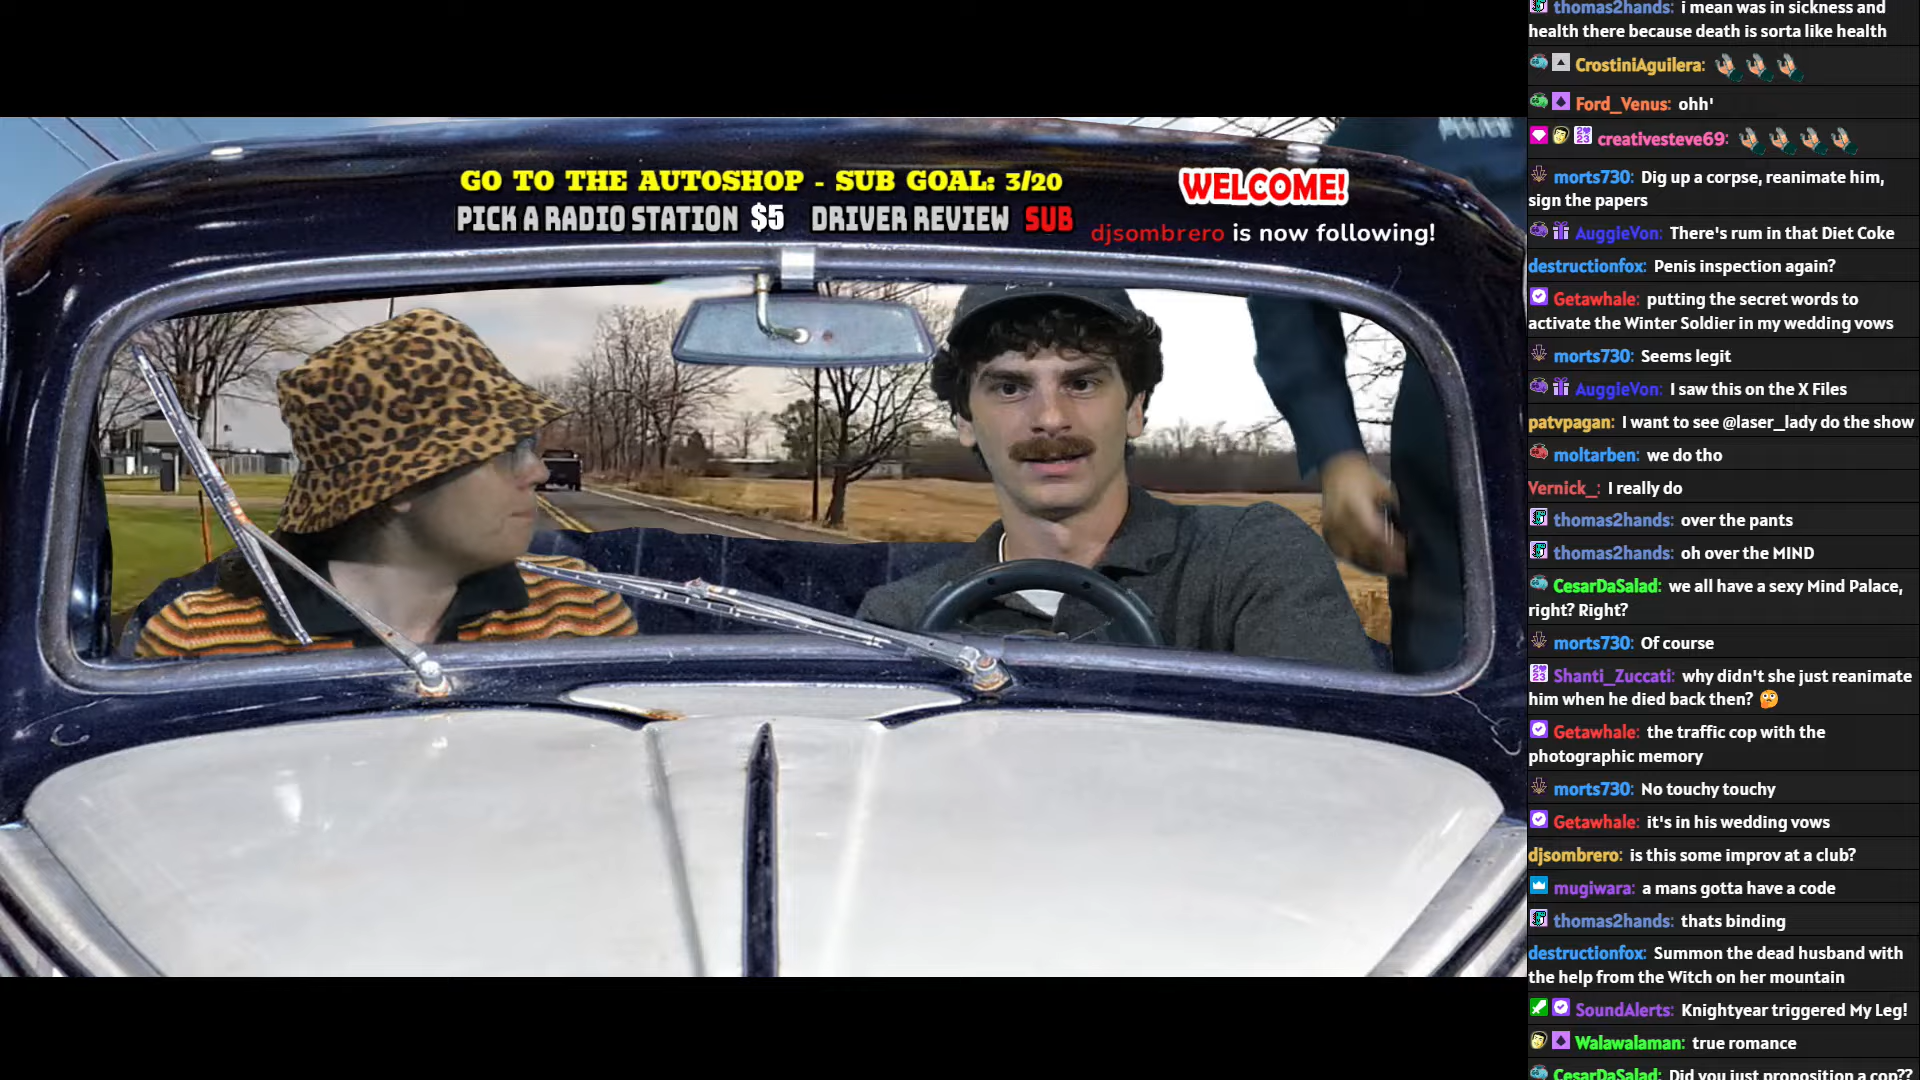 GO TO THE AUTOSHOP - SUB GOAL: 3/20
PICK A RADIO STATION $5 DRIVER REVIEW SUB
WELCOME!
djsombrero is now following!
thomas2hands: i mean was in sickness and
health there because death is sorta like health
CrostiniAguilera:
Ford_Venus: ohh'
creativesteve69:
morts730: Dig up a corpse, reanimate him,
sign the papers
AuggieVon: There's rum in that Diet Coke
destructionfox: Penis inspection again?
Getawhale: putting the secret words to
activate the Winter Soldier in my wedding vows
morts730: Seems legit
AuggieVon: I saw this on the X Files
patvpagan: I want to see @laser_lady do the show
moltarben: we do tho
Vernick_: I really do
thomas2hands: over the pants
thomas2hands: oh over the MIND
CesarDaSalad: we all have a sexy Mind Palace,
right? Right?
morts730: Of course
Shanti_Zuccati: why didn't she just reanimate
him when he died back then? 🤔
Getawhale: the traffic cop with the
photographic memory
morts730: No touchy touchy
Getawhale: it's in his wedding vows
djsombrero: is this some improv at a club?
mugiwara: a mans gotta have a code
thomas2hands: thats binding
destructionfox: Summon the dead husband with
the help from the Witch on her mountain
SoundAlerts: Knightyear triggered My Leg!
Walawalaman: true romance
CesarDaSalad: Did you just proposition a cop??